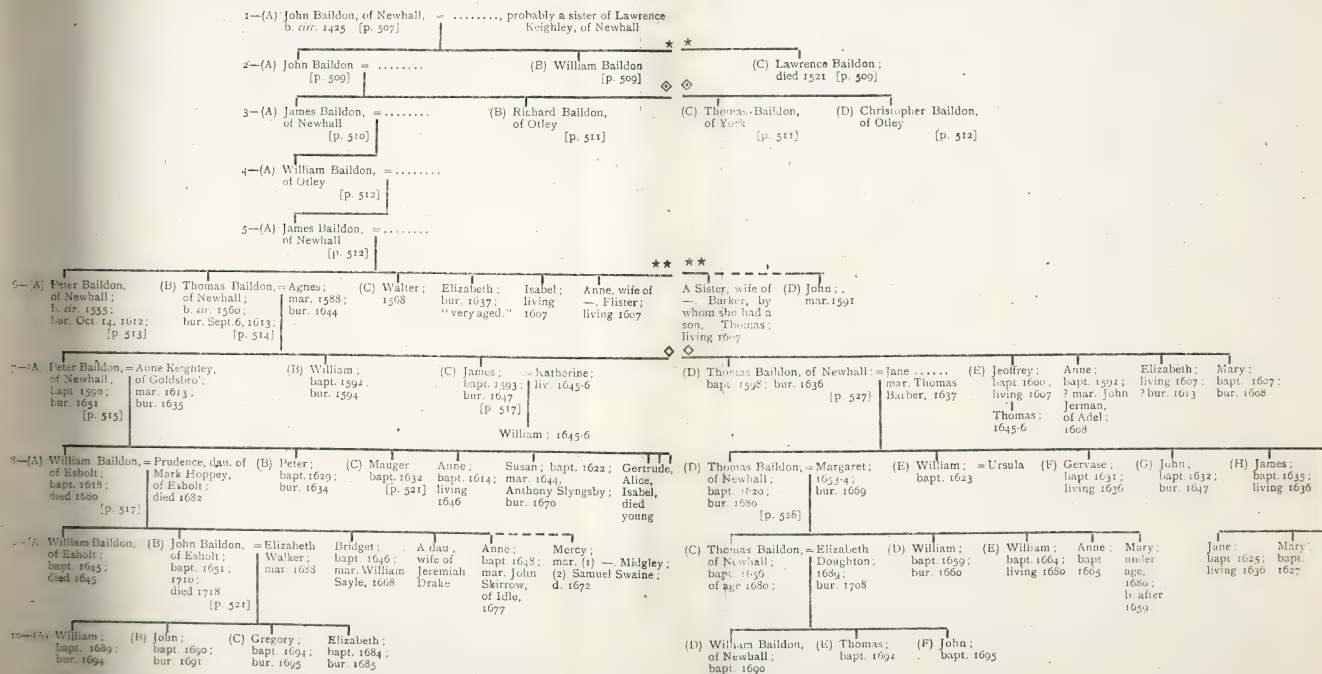 1—(A) John Baildon, of Newhall, = ........, probably a sister of Lawrence
b. circ. 1425 [p. 507] Keighley, of Newhall
★ ★
2—(A) John Baildon = ........ (B) William Baildon (C) Lawrence Baildon ;
[p. 509] [p. 509] died 1521 [p. 509]
3—(A) James Baildon, = ........ (B) Richard Baildon, (C) Thomas Baildon, (D) Christopher Baildon,
of Newhall of Otley of York of Otley
[p. 510] [p. 511] [p. 511] [p. 512]
4—(A) William Baildon, = ........
of Otley
[p. 512]
5—(A) James Baildon, = ........
of Newhall
[p. 512]
★★ ★★
6—(A) Peter Baildon, (B) Thomas Baildon, = Agnes ; (C) Walter ; Elizabeth ; Isabel ; Anne, wife of A Sister, wife of (D) John ;
of Newhall ; of Newhall ; mar. 1588 ; 1568 bur. 1637 ; living —. Flister ; —. Barker, by mar. 1591
b. cir. 1555 ; b. cir. 1560 ; bur. 1644 "very aged." 1607 living 1607 whom she had a
bur. Oct. 14, 1612 ; bur. Sept. 6, 1613 ; son, Thomas ;
[p. 513] [p. 514] living 1607
7—(A) Peter Baildon, = Anne Keighley, (B) William ; (C) James ; = Katherine ; (D) Thomas Baildon, of Newhall ; = Jane ...... (E) Jeoffrey ; Anne ; Elizabeth ; Mary ;
of Newhall, of Goldsbro' ; bapt. 1592 bapt. 1593 ; liv. 1645-6 bapt 1598 ; bur. 1636 mar. Thomas bapt 1600, bapt. 1592 ; living 1607 ; bapt. 1607 ;
bapt 1590 ; mar. 1613 ; bur. 1594 bur. 1647 [p. 527] Barber, 1637 living 1607 ? mar. John ? bur. 1613 bur. 1608
bur. 1651 bur. 1635 [p. 517] Thomas ; Jerman,
[p. 515] William ; 1645-6 1645-6 of Adel ;
1608
8—(A) William Baildon, = Prudence, dau. of (B) Peter ; (C) Mauger Anne ; Susan ; bapt. 1622 ; Gertrude, (D) Thomas Baildon, = Margaret ; (E) William ; = Ursula (F) Gervase ; (G) John, ; (H) James ;
of Esholt ; Mark Hoppey, bapt. 1629 ; bapt. 1632 bapt. 1614 ; mar. 1644, Alice, of Newhall ; 1653-4 ; bapt. 1623 bapt 1631 ; bapt. 1632 ; bapt. 1635 ;
bapt. 1618 ; of Esholt ; bur. 1634 [p. 521] living Anthony Slyngsby ; Isabel, bapt. 1620 ; bur. 1669 living 1636 bur. 1647 living 1636
died 1680 died 1682 1646 bur. 1670 died bur. 1680
[p. 517] young [p. 528]
(A) William Baildon, (B) John Baildon, = Elizabeth Bridget ; A dau, Anne ; Mercy ; (C) Thomas Baildon, = Elizabeth (D) William ; (E) William ; Anne ; Mary ; Jane ; Mary
of Esholt ; of Esholt ; Walker ; bapt. 1646 ; wife of bapt. 1648 ; mar. (1) —. Midgley ; of Newhall ; Doughton ; bapt. 1659 ; bapt. 1664 ; bapt under bapt 1625 ; bapt.
bapt. 1645 ; bapt. 1651, mar. 1688 mar. William Jeremiah mar. John (2) Samuel Swaine ; bapt. 1656 1689 ; bur. 1660 living 1680 1665 age, living 1636 1627
died 1645 1710 ; Sayle, 1668 Drake Skirrow, d. 1672 of age 1680 ; bur. 1708 1680 ;
died 1718 of Idle, b. after
[p. 521] 1677 1659
10—(A) William ; (B) John ; (C) Gregory ; Elizabeth ; (D) William Baildon, (E) Thomas ; (F) John ;
bapt. 1689 ; bapt. 1690 ; bapt. 1694 ; bapt. 1684 ; of Newhall ; bapt. 1692 bapt. 1695
bur. 1694 bur. 1691 bur. 1695 bur. 1685 bapt. 1690